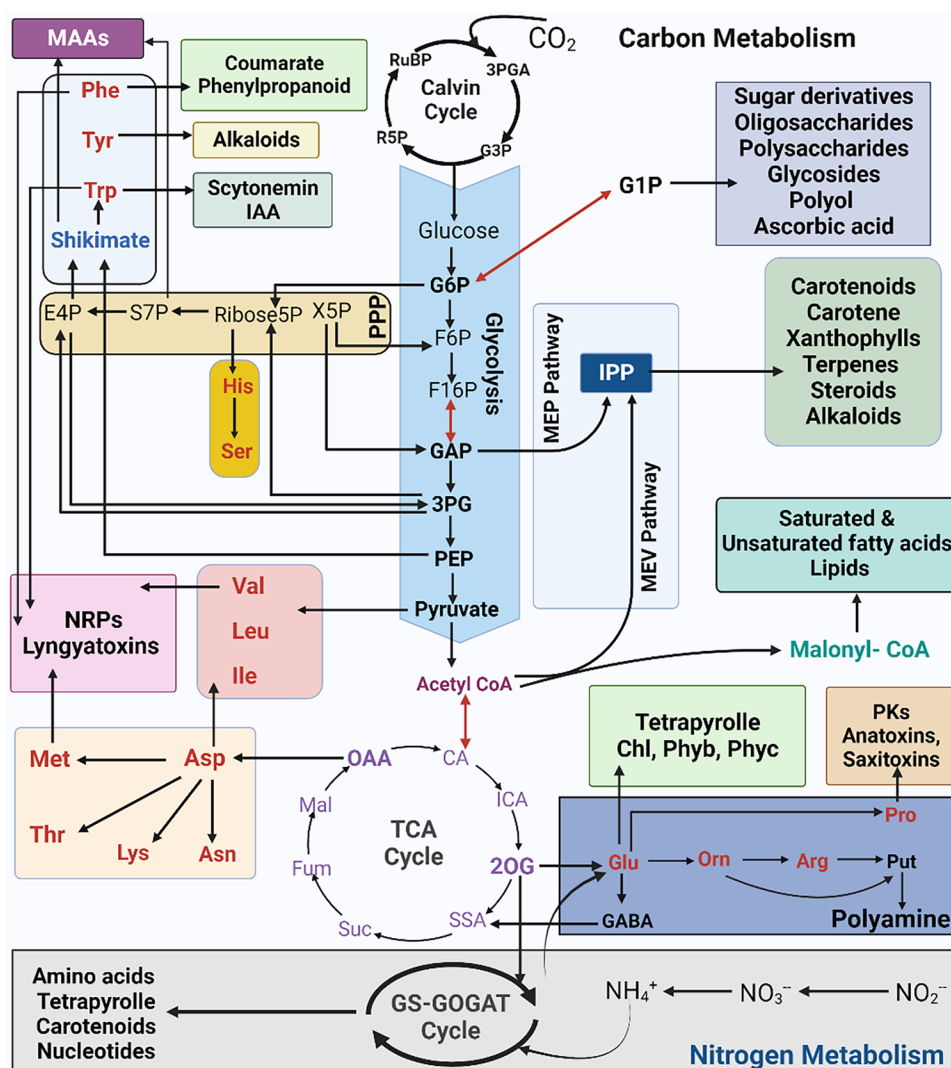 MAAs
CO2
Carbon Metabolism
RuBP
3PGA
Calvin
Cycle
R5P
G3P
Coumarate
Phenylpropanoid
Phe
Tyr
Alkaloids
Trp
Scytonemin
IAA
Shikimate
Sugar derivatives
Oligosaccharides
Polysaccharides
Glycosides
Polyol
Ascorbic acid
G1P
Glucose
G6P
F6P
F16P
GAP
3PG
PEP
Pyruvate
Glycolysis
E4P
S7P
Ribose5P
X5P
PPP
His
Ser
MEP Pathway
IPP
MEV Pathway
Carotenoids
Carotene
Xanthophylls
Terpenes
Steroids
Alkaloids
Saturated &
Unsaturated fatty acids
Lipids
Malonyl- CoA
NRPs
Lyngyatoxins
Val
Leu
Ile
Acetyl CoA
Met
Asp
Thr
Lys
Asn
OAA
CA
ICA
2OG
SSA
Suc
Fum
Mal
TCA
Cycle
Tetrapyrolle
Chl, Phyb, Phyc
PKs
Anatoxins,
Saxitoxins
Pro
Glu
Orn
Arg
Put
GABA
Polyamine
Amino acids
Tetrapyrolle
Carotenoids
Nucleotides
GS-GOGAT
Cycle
NH4+
NO3--
NO2--
Nitrogen Metabolism